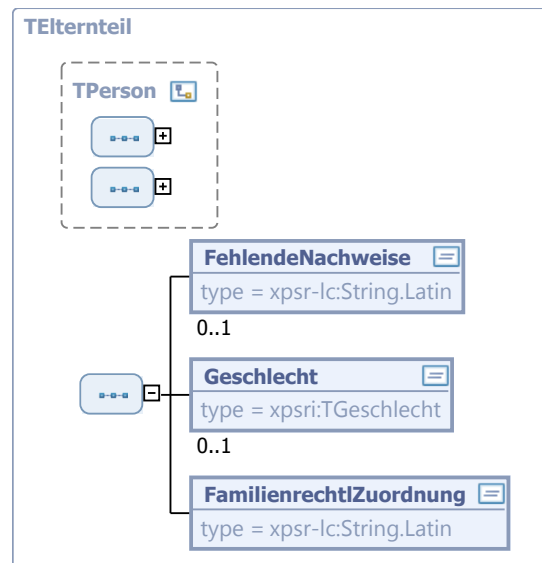 TElternteil
TPerson
FehlendeNachweise
type = xpsr-lc:String.Latin
0..1
Geschlecht
type = xpsri:TGeschlecht
0..1
FamilienrechtlZuordnung
type = xpsr-lc:String.Latin